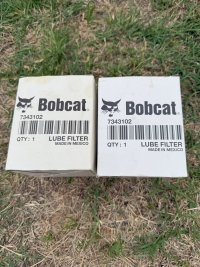 Bobcat.
7343102
QTY: 1 LUBE FILTER
MADE IN MEXICO
Bobcat.
7343102
QTY: 1 LUBE FILTER
MADE IN MEXICO